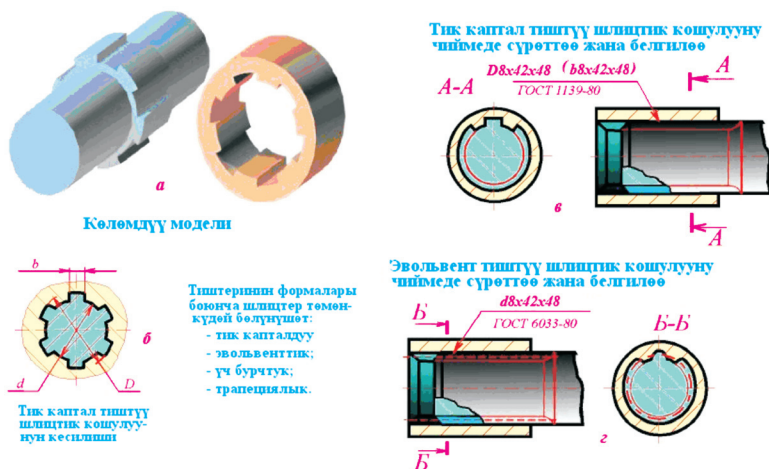 а
Көлөмдүү модели
b
б
d
D
Тик каптал тиштүү
шлицтик кошулуу-
нун кесилиши
Тиштеринин формалары
боюнча шлицтер төмөн-
күдөй бөлүнүшөт:
- тик капталдуу
- эвольвенттик;
- үч бурчтук;
- трапециялык.
Тик каптал тиштүү шлицтик кошулууну
чиймеде сүрөттөө жана белгилөө
D8x42x48 (b8x42x48)
ГОСТ 1139-80
А-А
А
в
А
Эвольвент тиштүү шлицтик кошулууну
чиймеде сүрөттөө жана белгилөө
d8x42x48
ГОСТ 6033-80
Б
Б-Б
Б
г